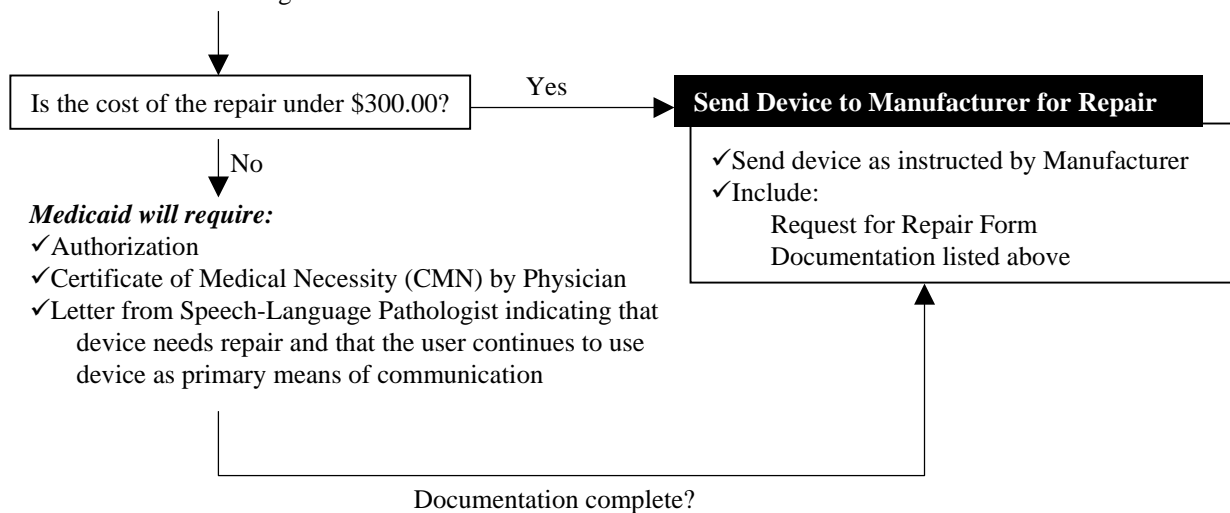 Is the cost of the repair under $300.00?
Yes
Send Device to Manufacturer for Repair
✓Send device as instructed by Manufacturer
✓Include:
Request for Repair Form
Documentation listed above
No
Medicaid will require:
✓Authorization
✓Certificate of Medical Necessity (CMN) by Physician
✓Letter from Speech-Language Pathologist indicating that
device needs repair and that the user continues to use
device as primary means of communication
Documentation complete?